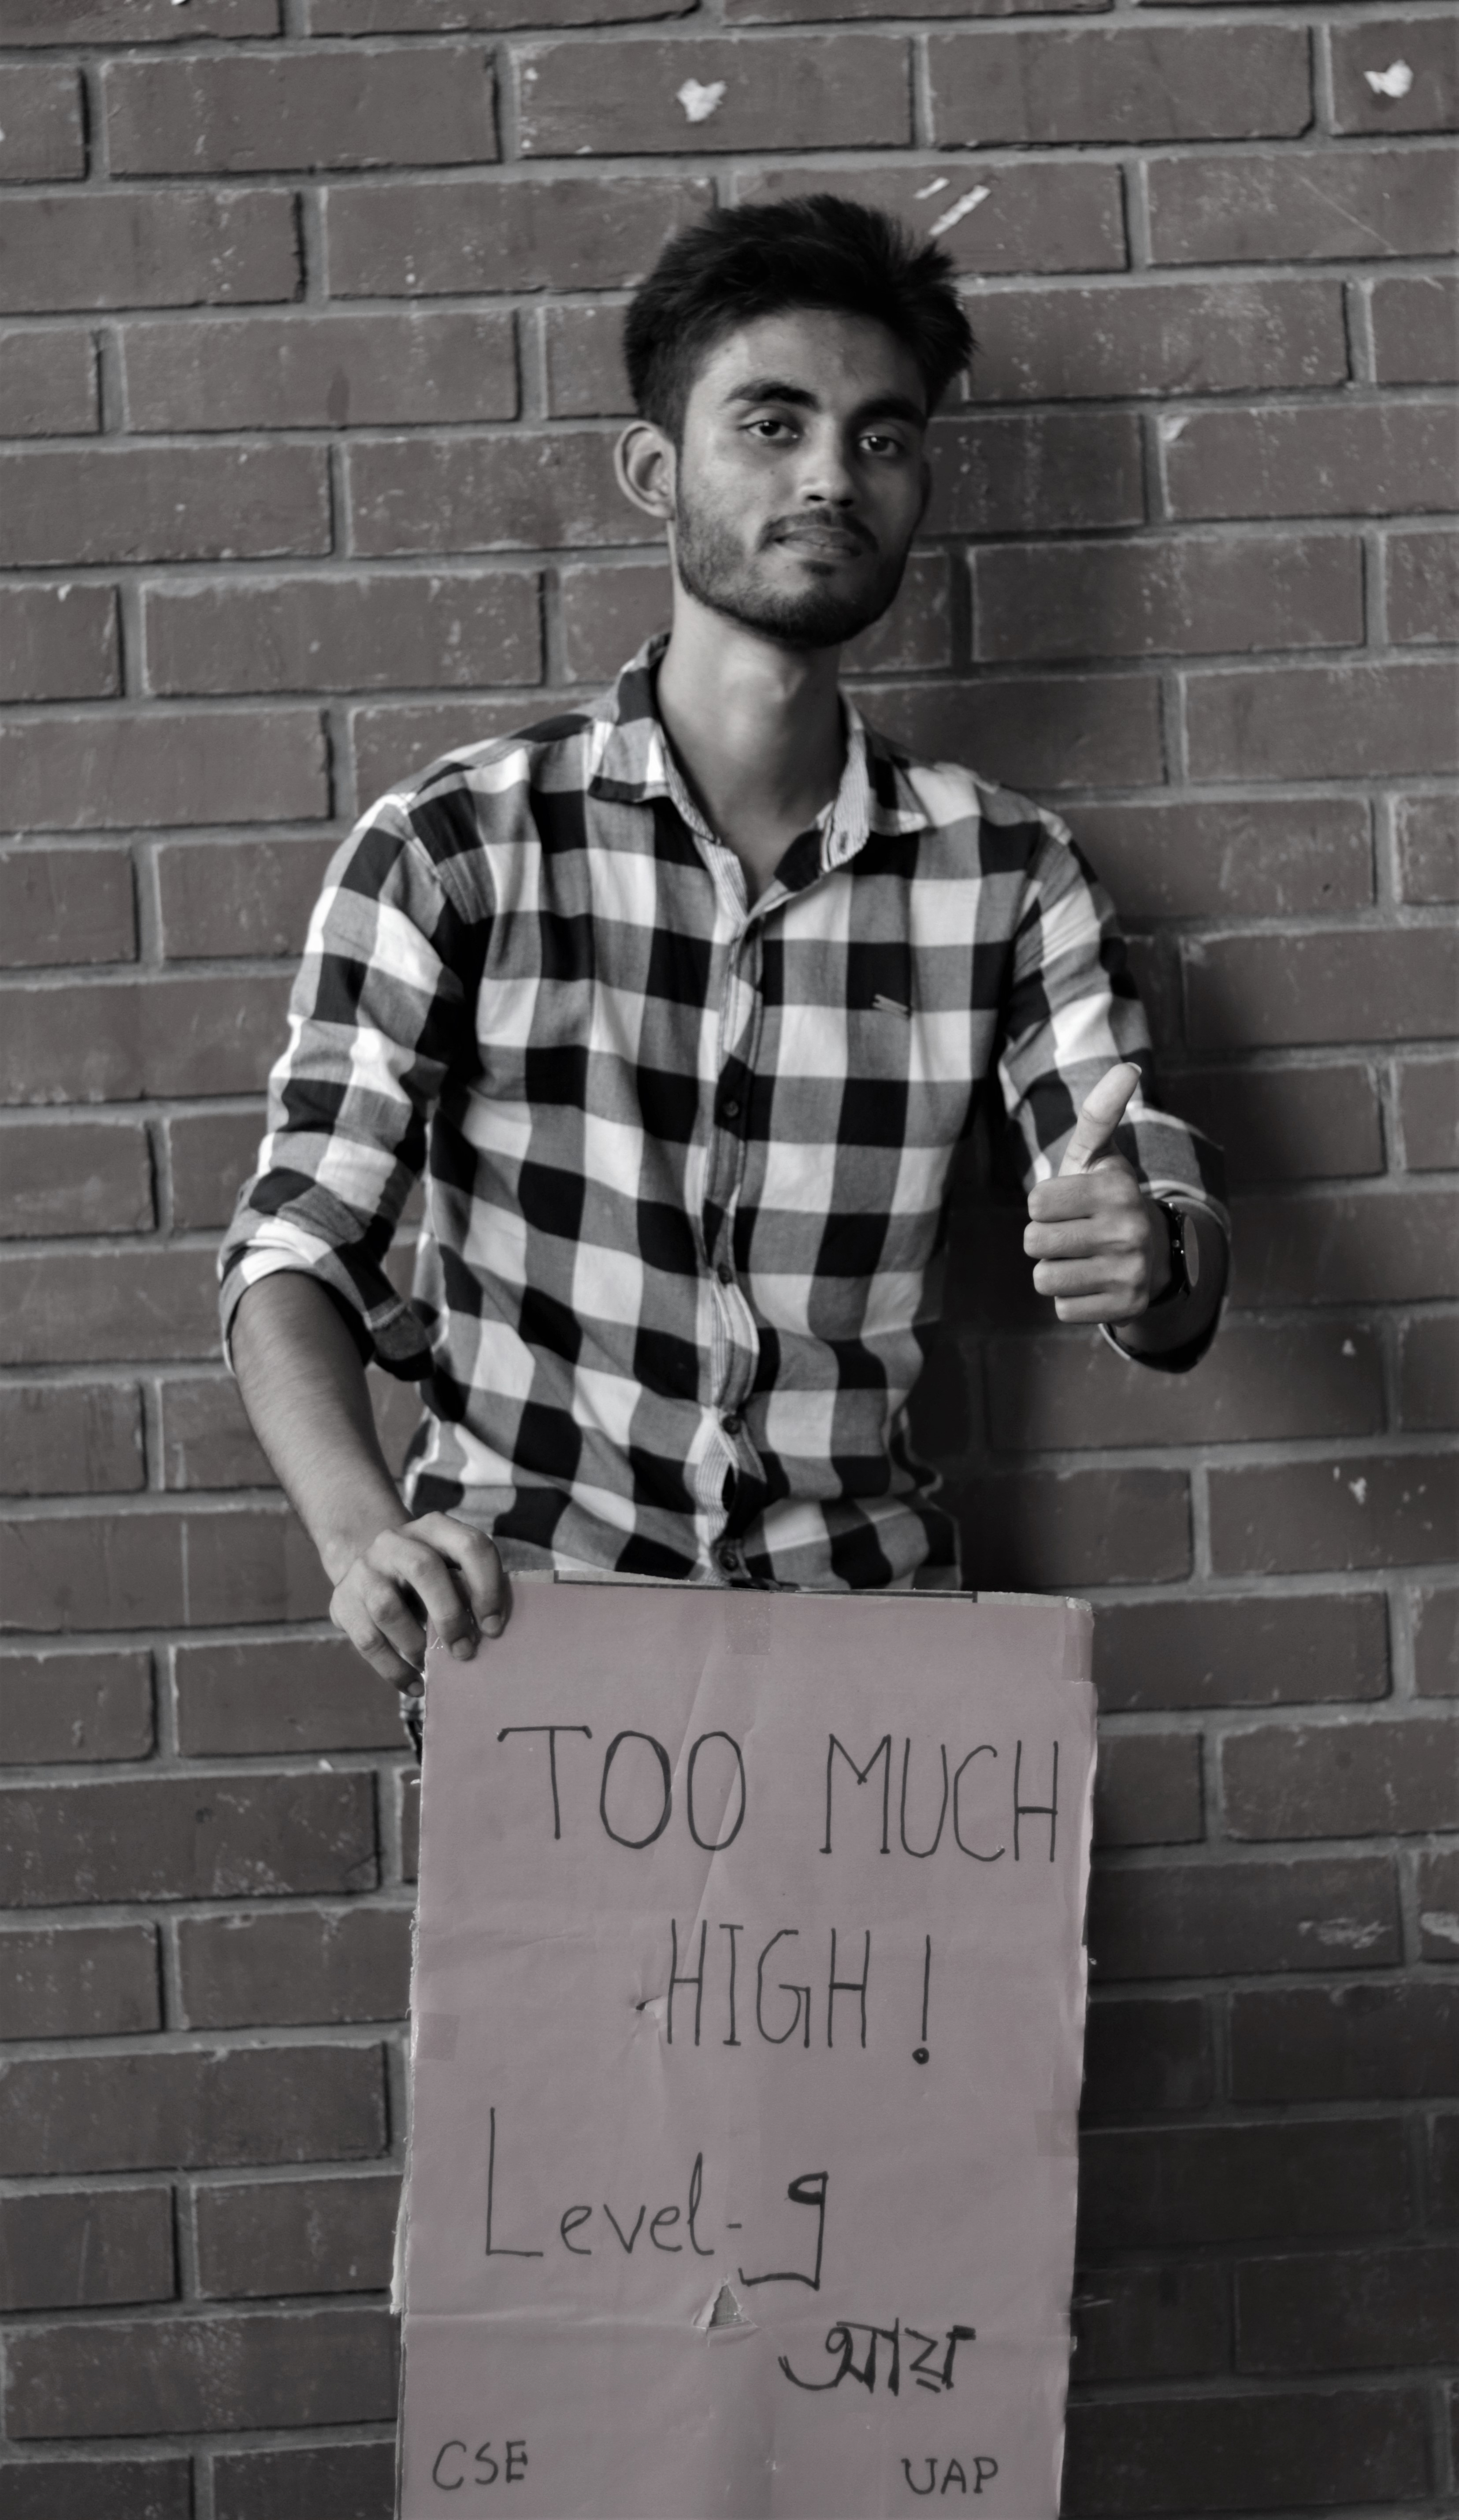 TOO MUCH
HIGH!
Level-9
আয়
CSE UAP